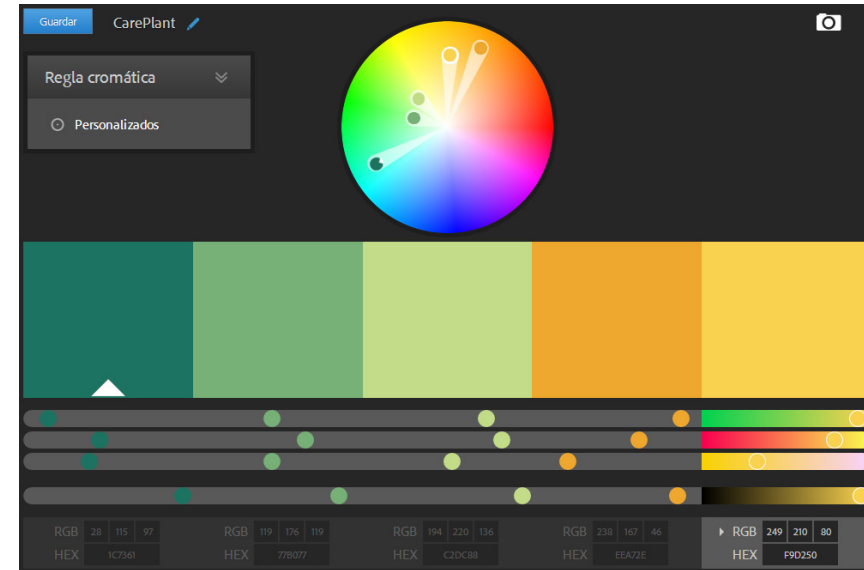 Guardar CarePlant
Regla cromática
Personalizados
RGB 28 115 97 RGB 119 176 119 RGB 194 220 136 RGB 238 167 46 RGB 249 210 80
HEX 1C7361 HEX 77B077 HEX C2DC88 HEX EEA72E HEX F9D250